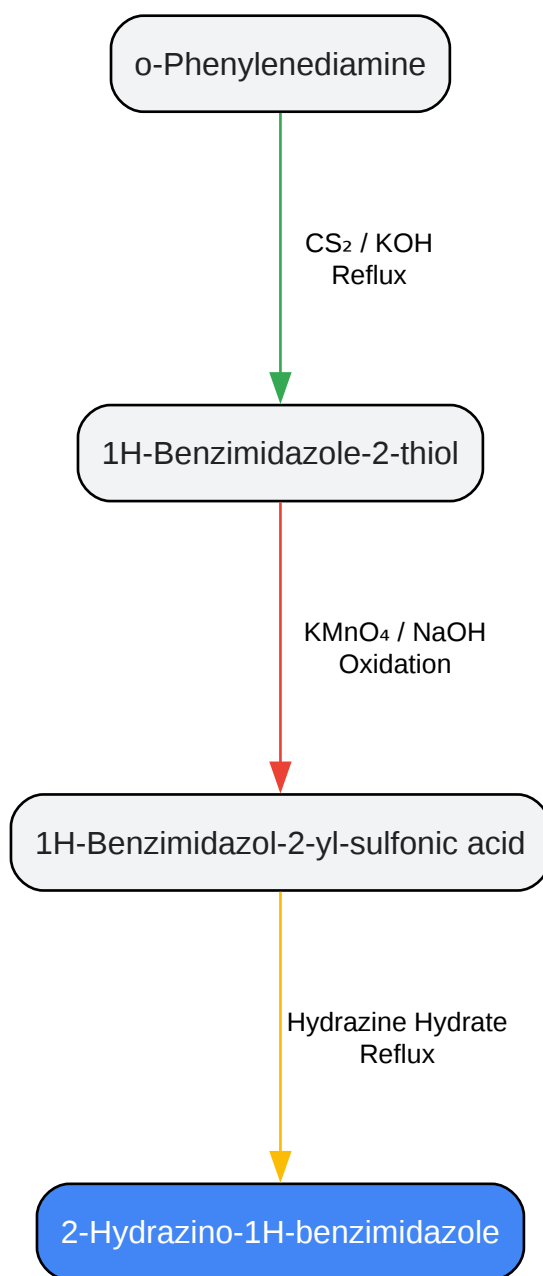 o-Phenylenediamine
CS₂ / KOH
Reflux
1H-Benzimidazole-2-thiol
KMnO₄ / NaOH
Oxidation
1H-Benzimidazol-2-yl-sulfonic acid
Hydrazine Hydrate
Reflux
2-Hydrazino-1H-benzimidazole